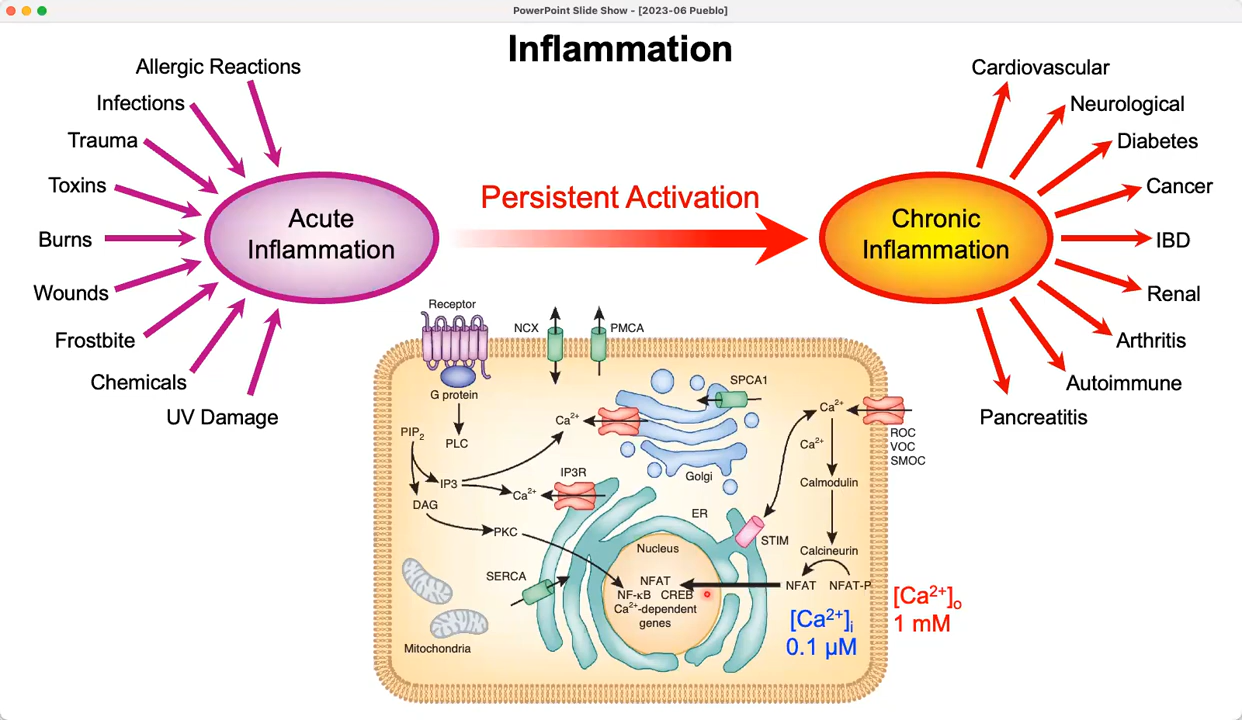 PowerPoint Slide Show - [2023-06 Pueblo]
Inflammation
Allergic Reactions
Infections
Trauma
Toxins
Burns
Wounds
Frostbite
Chemicals
UV Damage
Acute
Inflammation
Persistent Activation
Chronic
Inflammation
Cardiovascular
Neurological
Diabetes
Cancer
IBD
Renal
Arthritis
Autoimmune
Pancreatitis
Receptor
NCX
PMCA
G protein
PLC
PIP₂
IP3
DAG
PKC
Ca²⁺
IP3R
Ca²⁺
SPCA1
Golgi
ER
STIM
Nucleus
NFAT
NF-κB CREB
Ca²⁺-dependent
genes
SERCA
Mitochondria
Ca²⁺
ROC
VOC
SMOC
Ca²⁺
Calmodulin
Calcineurin
NFAT
NFAT-P
[Ca²⁺]ᵢ
0.1 µM
[Ca²⁺]ₒ
1 mM